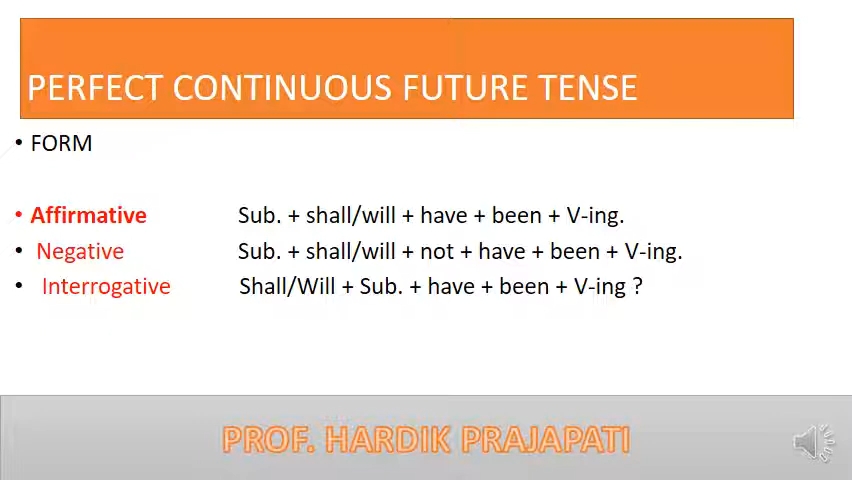 PERFECT CONTINUOUS FUTURE TENSE
• FORM
• Affirmative Sub. + shall/will + have + been + V-ing.
• Negative Sub. + shall/will + not + have + been + V-ing.
• Interrogative Shall/Will + Sub. + have + been + V-ing ?
PROF. HARDIK PRAJAPATI